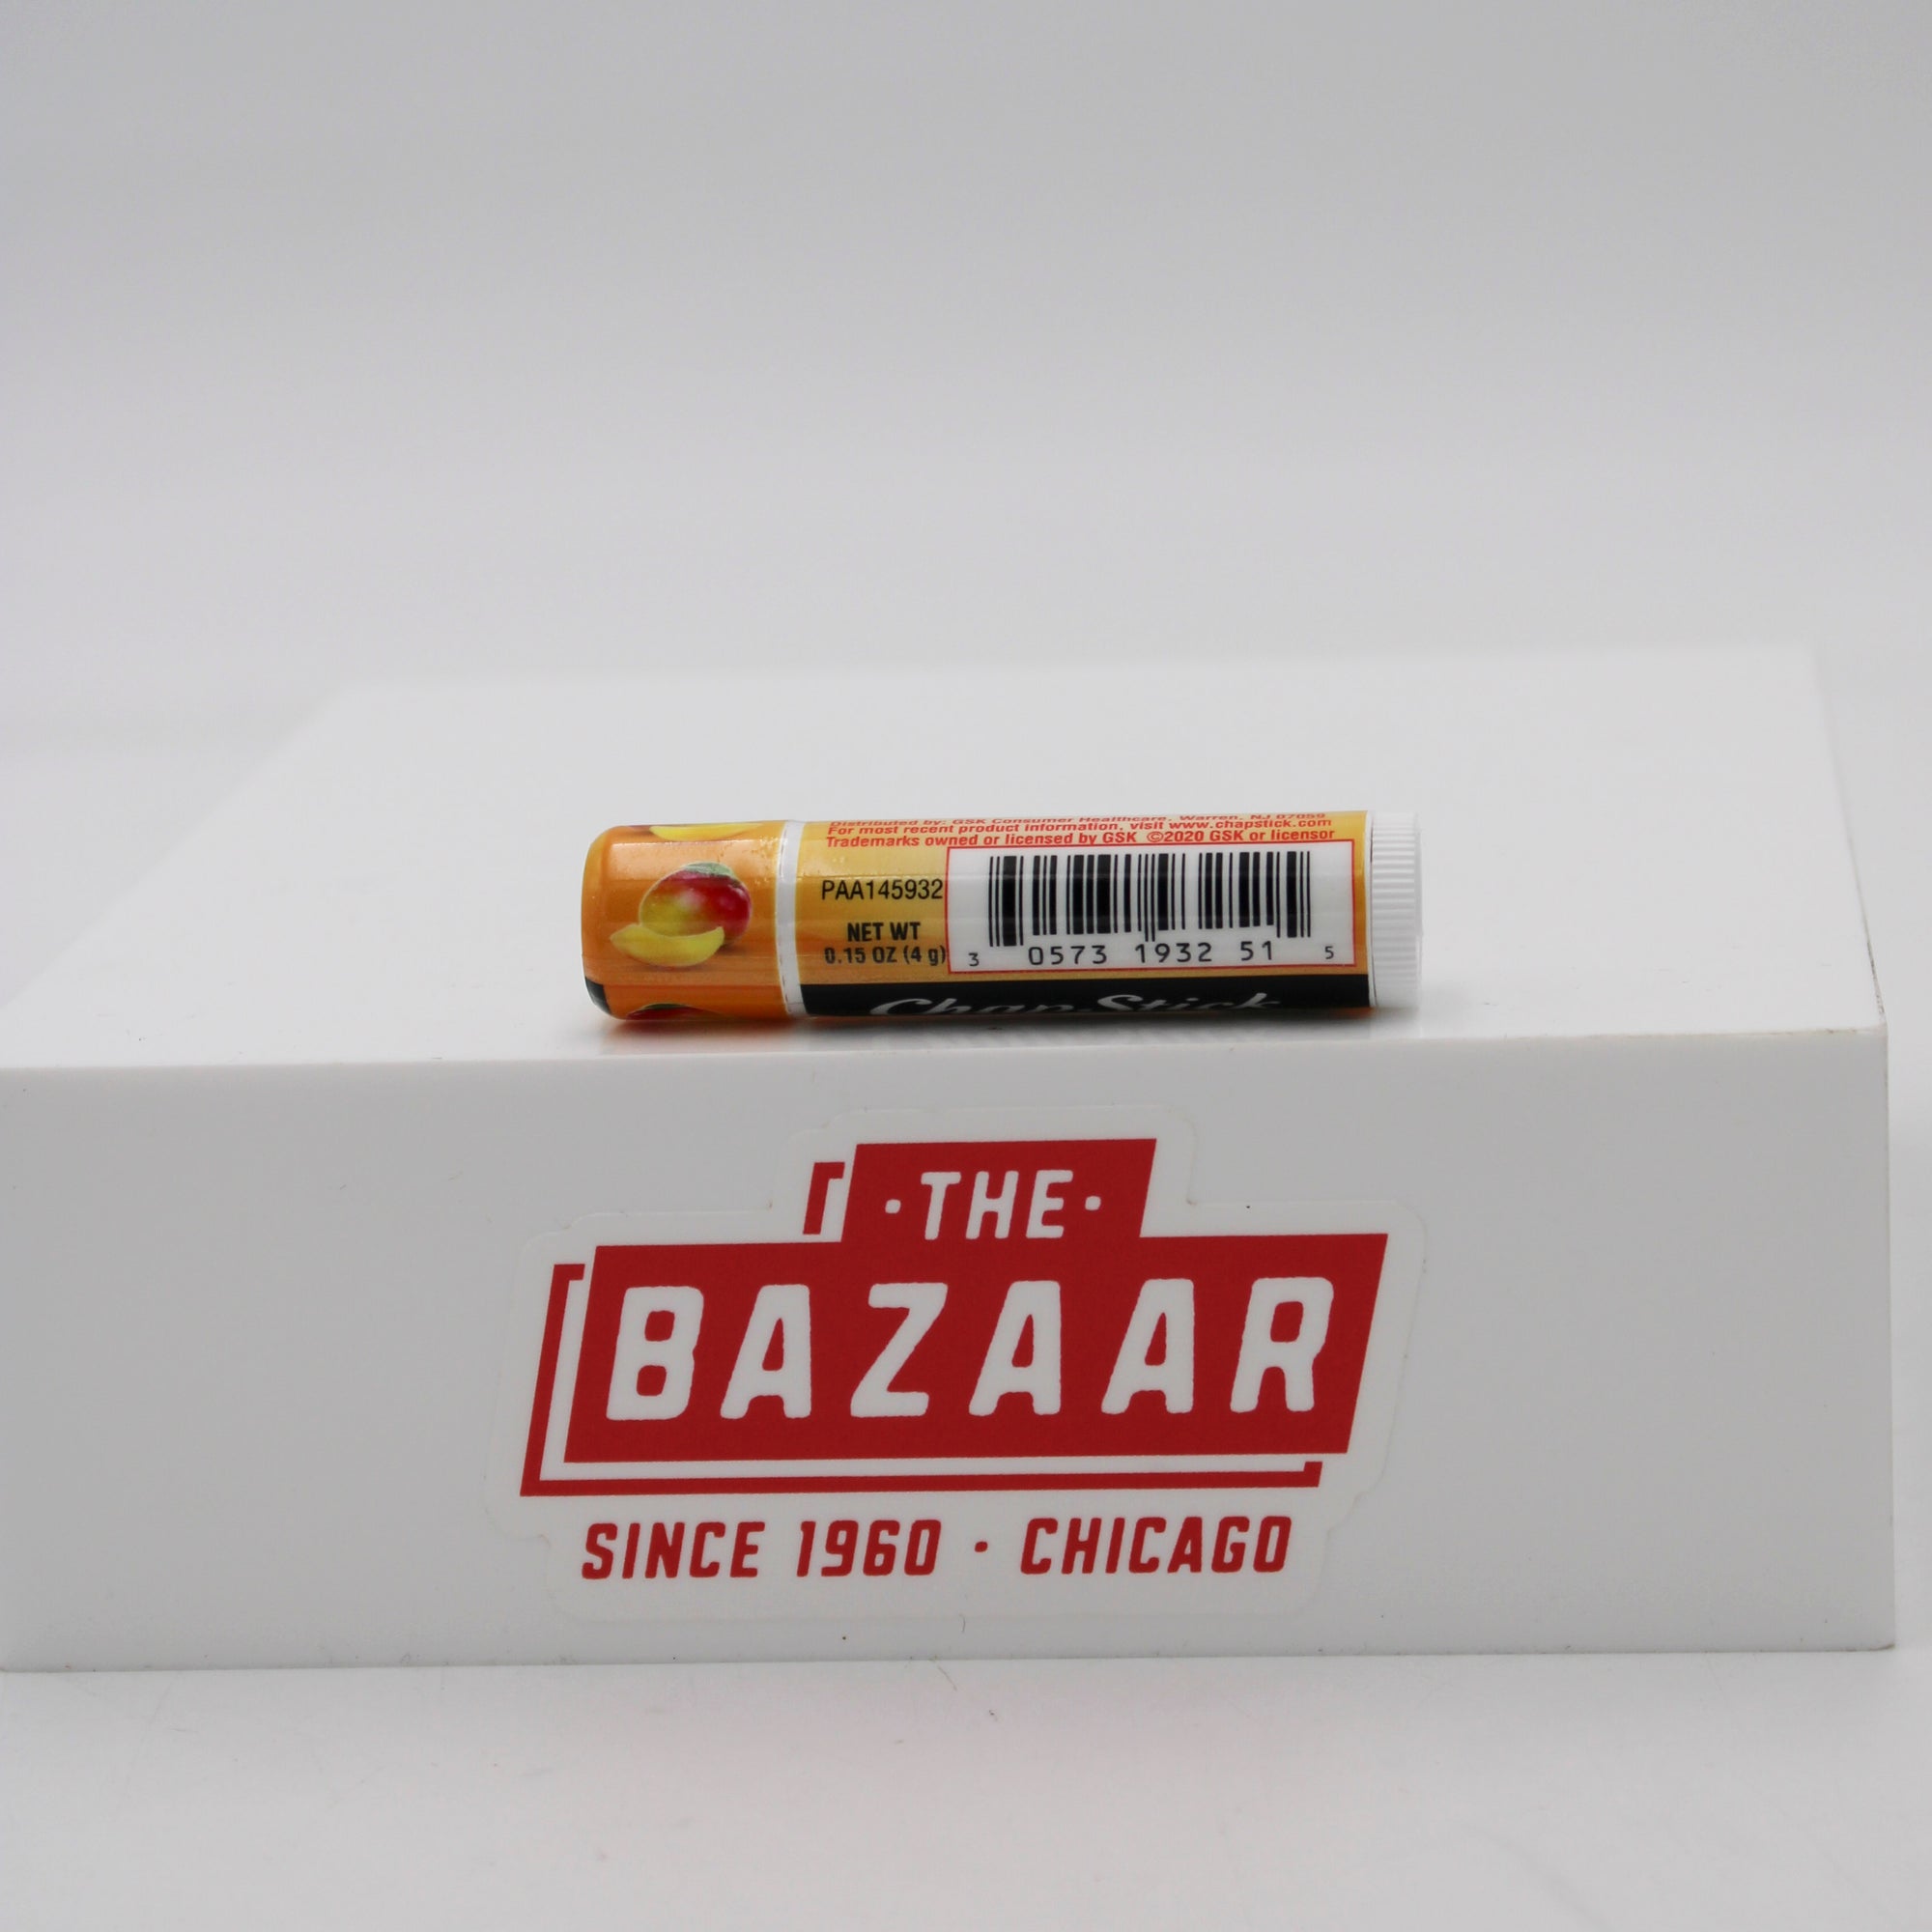 Distributed by: GSK Consumer Healthcare, Warren, NJ 07059
For most recent product information, visit www.chapstick.com
Trademarks owned or licensed by GSK ©2020 GSK or licensor
PAA145932
NET WT
0.15 OZ (4 g)
3 0573 1932 51 5
ChapStick
·THE·
BAZAAR
SINCE 1960 · CHICAGO